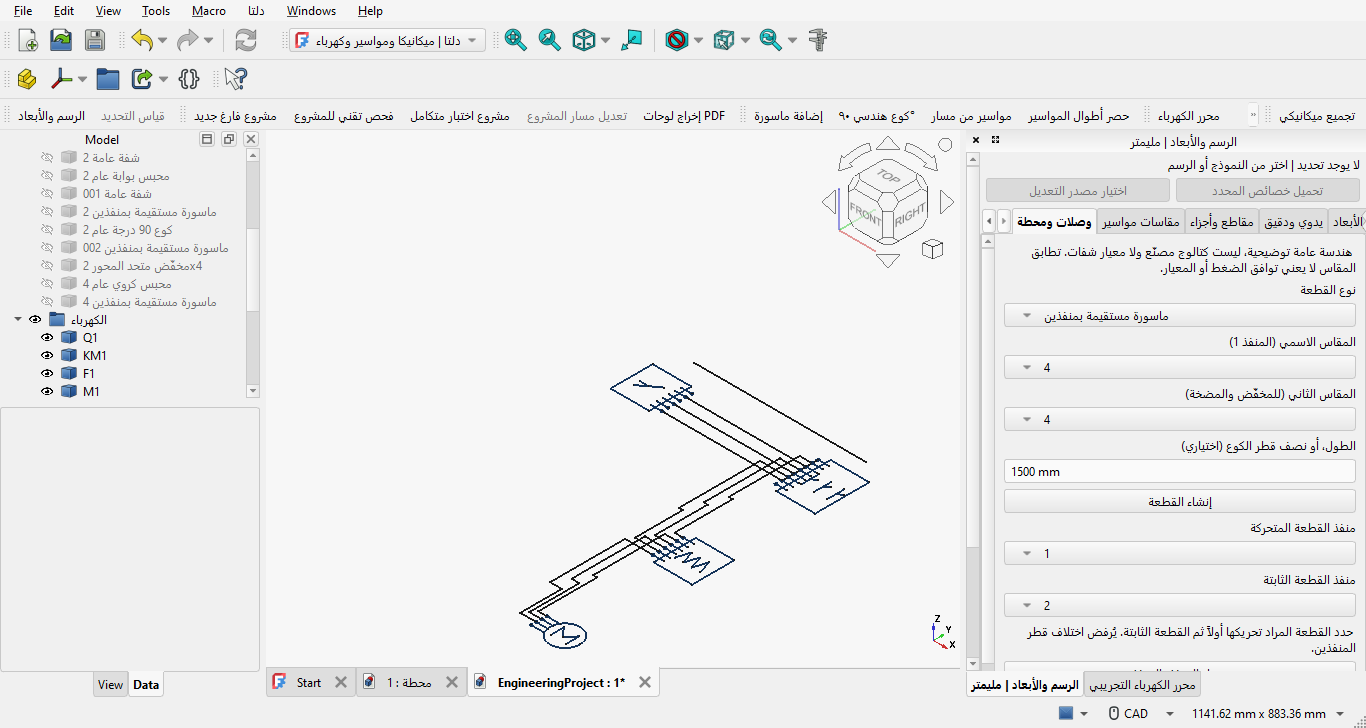 File Edit View Tools Macro دلتا Windows Help
دلتا | ميكانيكا ومواسير وكهرباء
الرسم والأبعاد
قياس التحديد
مشروع فارغ جديد
فحص تقني للمشروع
مشروع اختبار متكامل
تعديل مسار المشروع
إخراج لوحات PDF
إضافة ماسورة
كوع هندسي ٩٠°
مواسير من مسار
حصر أطوال المواسير
محرر الكهرباء
»
تجميع ميكانيكي
Model
شفة عامة 2
محبس بوابة عام 2
شفة عامة 001
ماسورة مستقيمة بمنفذين 2
كوع 90 درجة عام 2
ماسورة مستقيمة بمنفذين 002
مخفّض متحد المحور 2x4
محبس كروي عام 4
ماسورة مستقيمة بمنفذين 4
الكهرباء
Q1
KM1
F1
M1
View
Data
TOP
FRONT
RIGHT
Z
Y
X
Start
محطة : 1
EngineeringProject : 1*
الرسم والأبعاد | مليمتر
لا يوجد تحديد | اختر من النموذج أو الرسم
تحميل خصائص المحدد
اختيار مصدر التعديل
الأبعاد
يدوي ودقيق
مقاطع وأجزاء
مقاسات مواسير
وصلات ومحطة
هندسة عامة توضيحية، ليست كتالوج مصنّع ولا معيار شفات. تطابق
المقاس لا يعني توافق الضغط أو المعيار.
نوع القطعة
ماسورة مستقيمة بمنفذين
المقاس الاسمي (المنفذ 1)
4
المقاس الثاني (للمخفّض والمضخة)
4
الطول، أو نصف قطر الكوع (اختياري)
1500 mm
إنشاء القطعة
منفذ القطعة المتحركة
1
منفذ القطعة الثابتة
2
حدد القطعة المراد تحريكها أولاً ثم القطعة الثابتة. يُرفض اختلاف قطر
المنفذين.
الرسم والأبعاد | مليمتر
محرر الكهرباء التجريبي
CAD
1141.62 mm x 883.36 mm